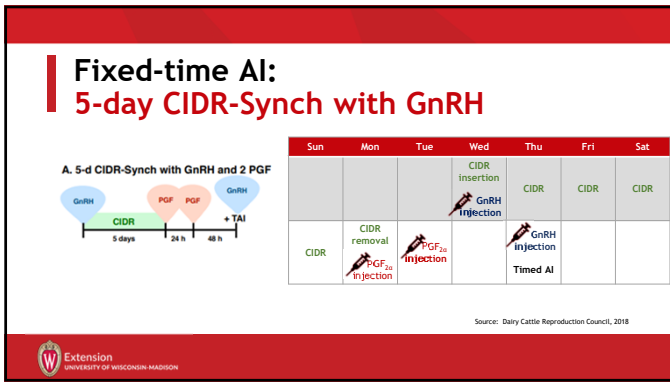 Fixed-time AI:
5-day CIDR-Synch with GnRH
A. 5-d CIDR-Synch with GnRH and 2 PGF
GnRH
PGF
PGF
GnRH
CIDR
+ TAI
5 days
24 h
48 h
Sun Mon Tue Wed Thu Fri Sat
CIDR
insertion
GnRH
injection
CIDR
CIDR
CIDR
CIDR
CIDR
removal
PGF2α
injection
PGF2α
injection
GnRH
injection
Timed AI
Source: Dairy Cattle Reproduction Council, 2018
W
Extension
UNIVERSITY OF WISCONSIN-MADISON